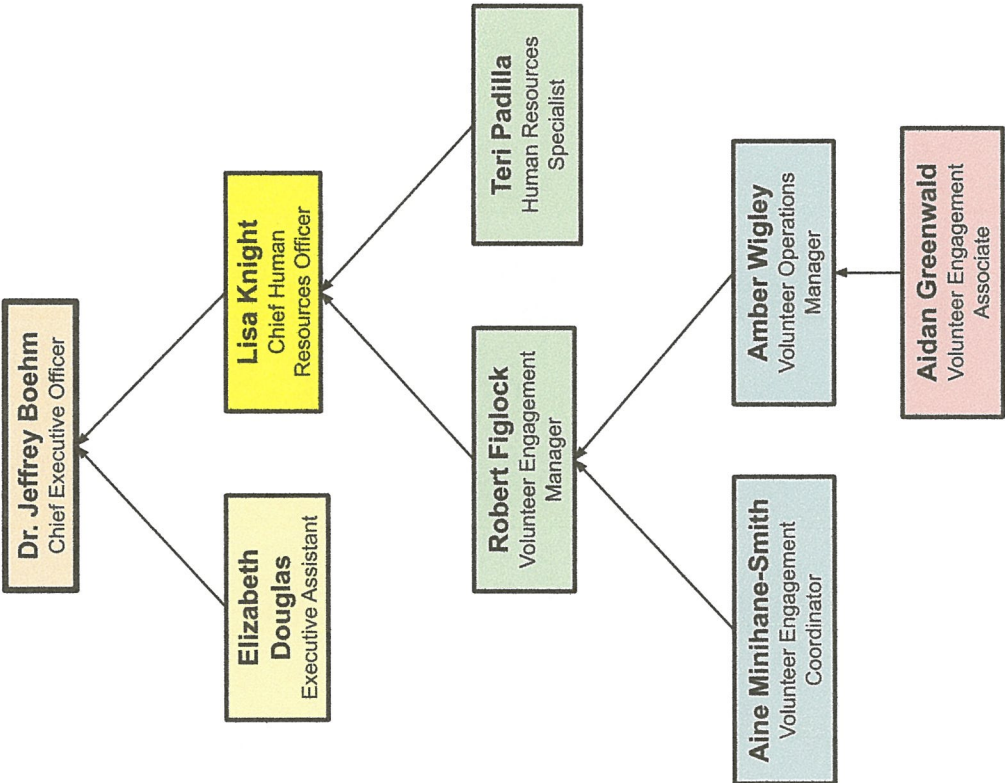 Dr. Jeffrey Boehm
Chief Executive Officer
Elizabeth
Douglas
Executive Assistant
Lisa Knight
Chief Human
Resources Officer
Robert Figlock
Volunteer Engagement
Manager
Teri Padilla
Human Resources
Specialist
Aine Minihane-Smith
Volunteer Engagement
Coordinator
Amber Wigley
Volunteer Operations
Manager
Aidan Greenwald
Volunteer Engagement
Associate